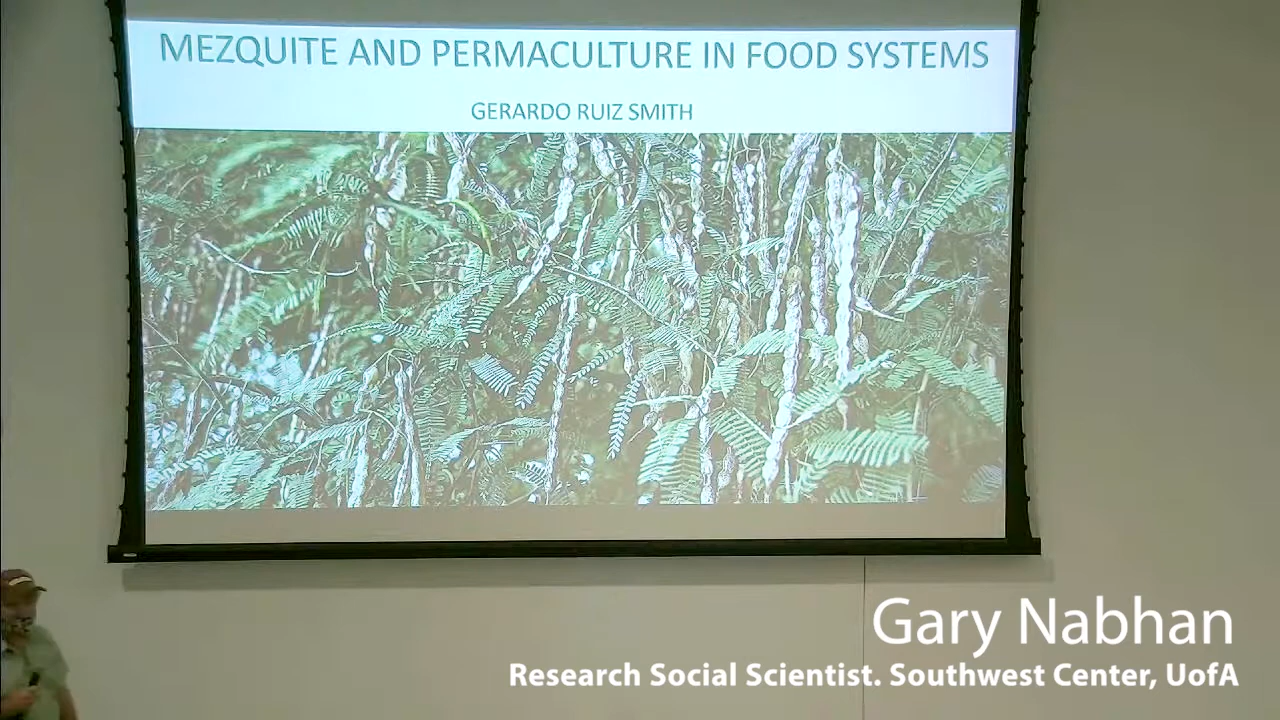 MEZQUITE AND PERMACULTURE IN FOOD SYSTEMS
GERARDO RUIZ SMITH
Gary Nabhan
Research Social Scientist. Southwest Center, UofA